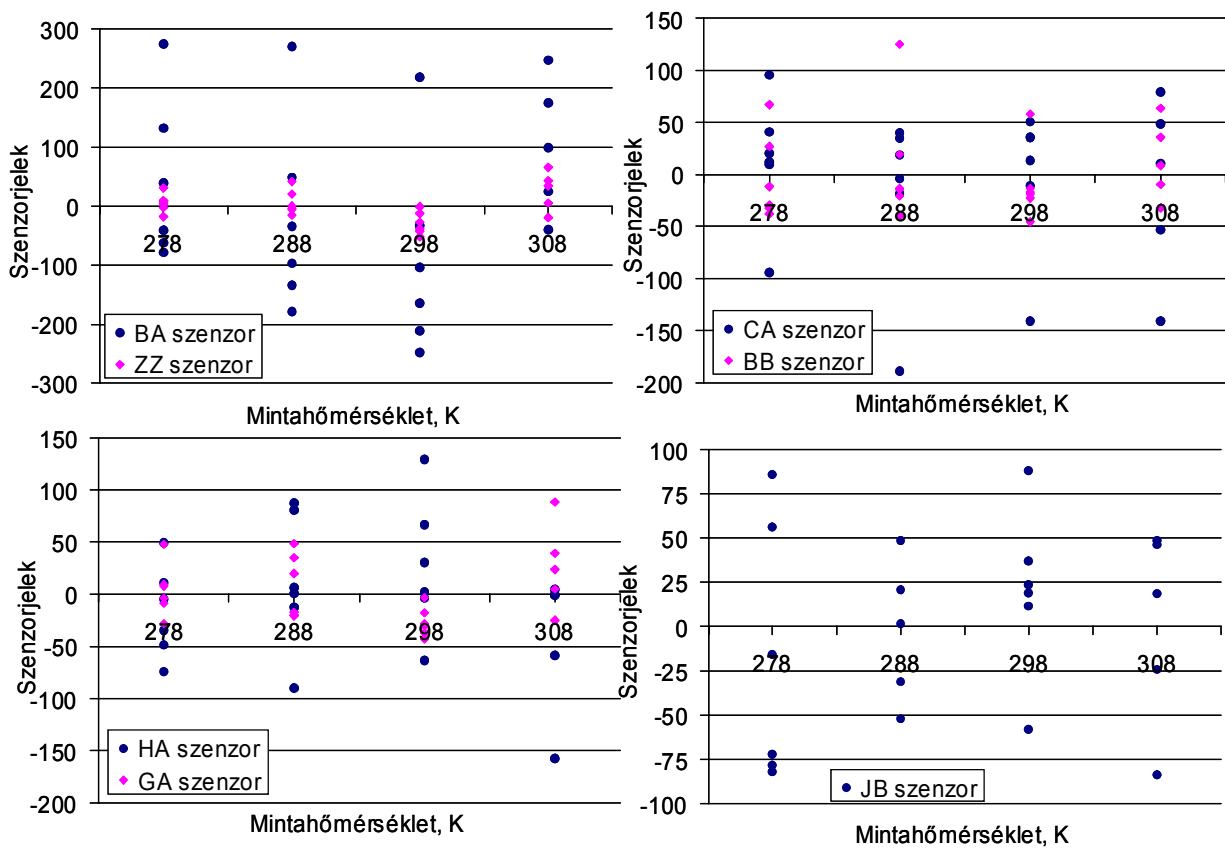 300
200
100
0
-100
-200
-300
Szenzorjelek
278 288 298 308
BA szenzor
ZZ szenzor
Mintahőmérséklet, K
150
100
50
0
-50
-100
-150
-200
Szenzorjelek
278 288 298 308
CA szenzor
BB szenzor
Mintahőmérséklet, K
150
100
50
0
-50
-100
-150
-200
Szenzorjelek
278 288 298 308
HA szenzor
GA szenzor
Mintahőmérséklet, K
100
75
50
25
0
-25
-50
-75
-100
Szenzorjelek
278 288 298 308
JB szenzor
Mintahőmérséklet, K